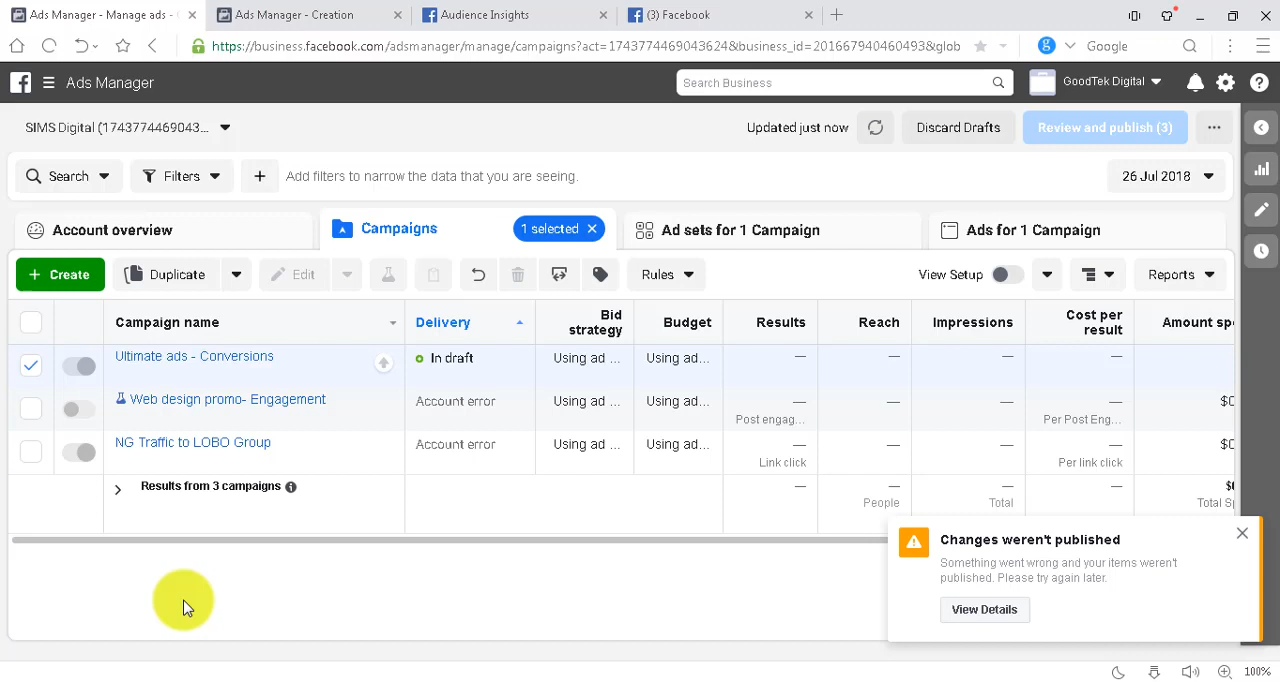 Ads Manager - Manage ads -
Ads Manager - Creation
Audience Insights
(3) Facebook
https://business.facebook.com/adsmanager/manage/campaigns?act=1743774469043624&business_id=201667940460493&glob
Google
Ads Manager
Search Business
GoodTek Digital
SIMS Digital (1743774469043...
Updated just now
Discard Drafts
Review and publish (3)
Search
Filters
Add filters to narrow the data that you are seeing.
26 Jul 2018
Account overview
Campaigns
1 selected
Ad sets for 1 Campaign
Ads for 1 Campaign
+ Create
Duplicate
Edit
Rules
View Setup
Reports
Campaign name
Delivery
Bid strategy
Budget
Results
Reach
Impressions
Cost per result
Amount spe
Ultimate ads - Conversions
In draft
Using ad ...
Using ad...
—
—
—
—
Web design promo- Engagement
Account error
Using ad ...
Using ad...
—
Post engag...
—
—
—
Per Post Eng...
$0
NG Traffic to LOBO Group
Account error
Using ad ...
Using ad...
—
Link click
—
—
—
Per link click
$0
Results from 3 campaigns
—
—
People
—
Total
—
$0
Total Sp
Changes weren't published
Something went wrong and your items weren't
published. Please try again later.
View Details
100%